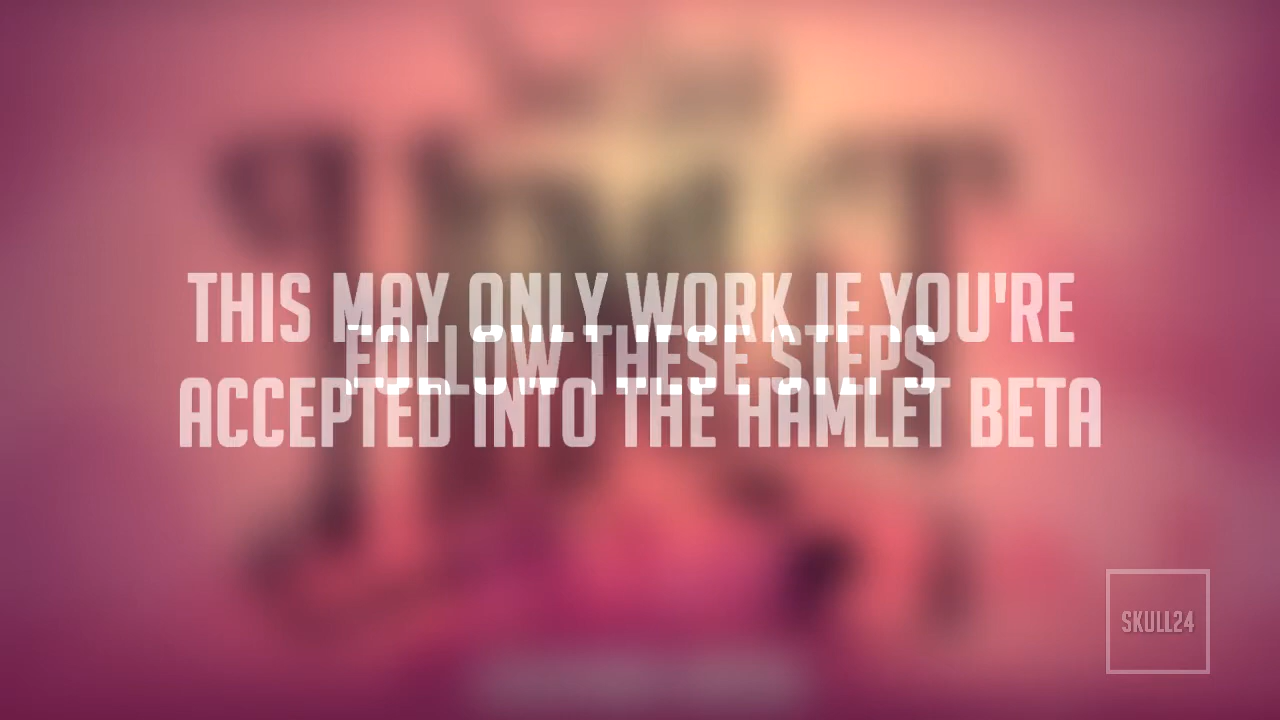 THIS MAY ONLY WORK IF YOU'RE
FOLLOW THESE STEPS
ACCEPTED INTO THE HAMLET BETA
SKULL24